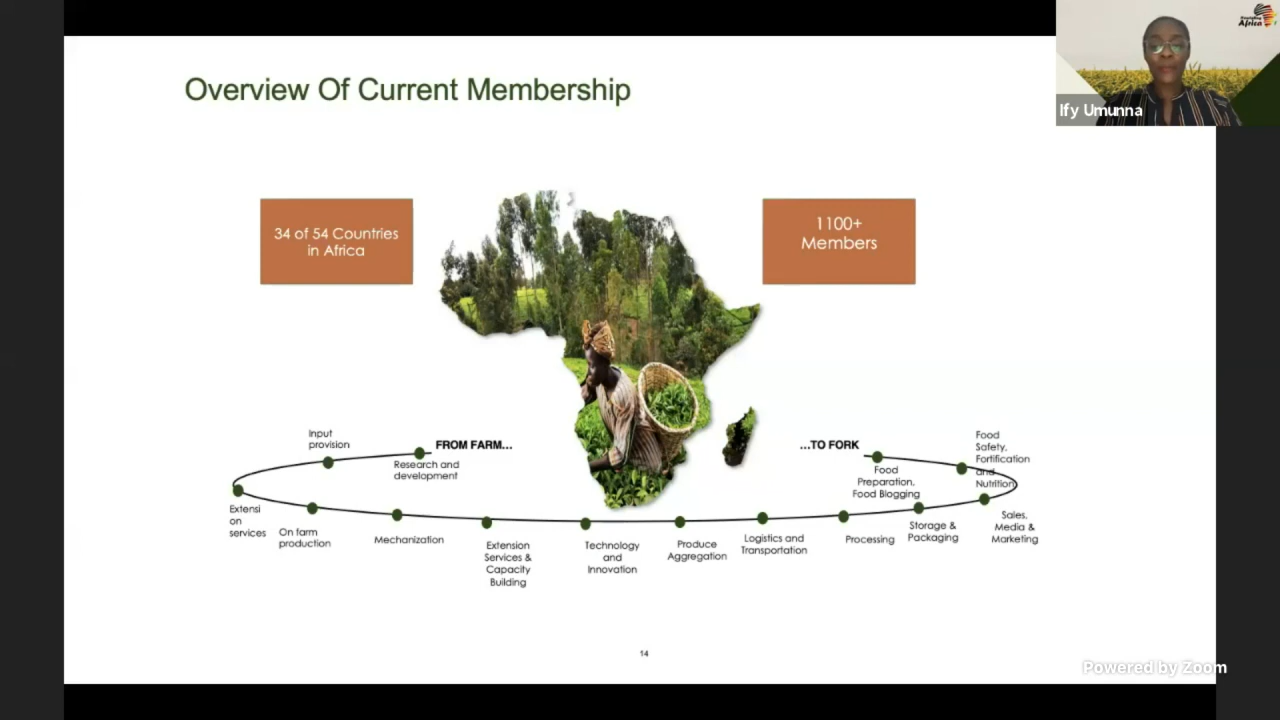 Overview Of Current Membership
Africa
Ify Umunna
34 of 54 Countries
in Africa
1100+
Members
FROM FARM...
...TO FORK
Research and
development
Input
provision
Extensi
on
services
On farm
production
Mechanization
Extension
Services &
Capacity
Building
Technology
and
Innovation
Produce
Aggregation
Logistics and
Transportation
Processing
Storage &
Packaging
Sales,
Media &
Marketing
Food
Safety,
Fortification
and
Nutrition
Food
Preparation,
Food Blogging
14
Powered by Zoom